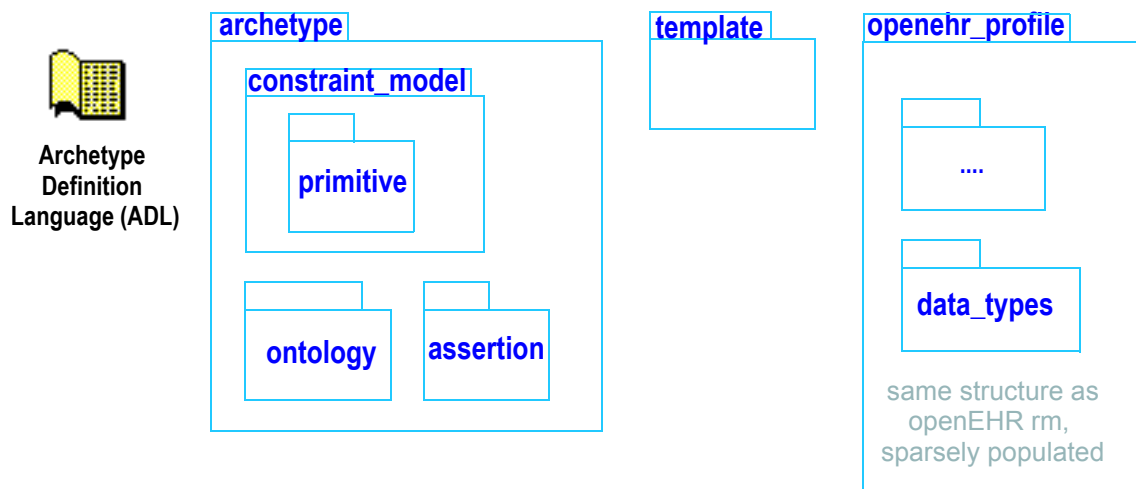 archetype
template
openehr_profile
constraint_model
primitive
Archetype
Definition
Language (ADL)
....
data_types
ontology
assertion
same structure as
openEHR rm,
sparsely populated